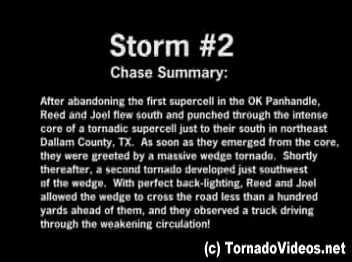 Storm #2
Chase Summary:
After abandoning the first supercell in the OK Panhandle,
Reed and Joel flew south and punched through the intense
core of a tornadic supercell just to their south in northeast
Dallam County, TX. As soon as they emerged from the core,
they were greeted by a massive wedge tornado. Shortly
thereafter, a second tornado developed just southwest
of the wedge. With perfect back-lighting, Reed and Joel
allowed the wedge to cross the road less than a hundred
yards ahead of them, and they observed a truck driving
through the weakening circulation!
(c) TornadoVideos.net